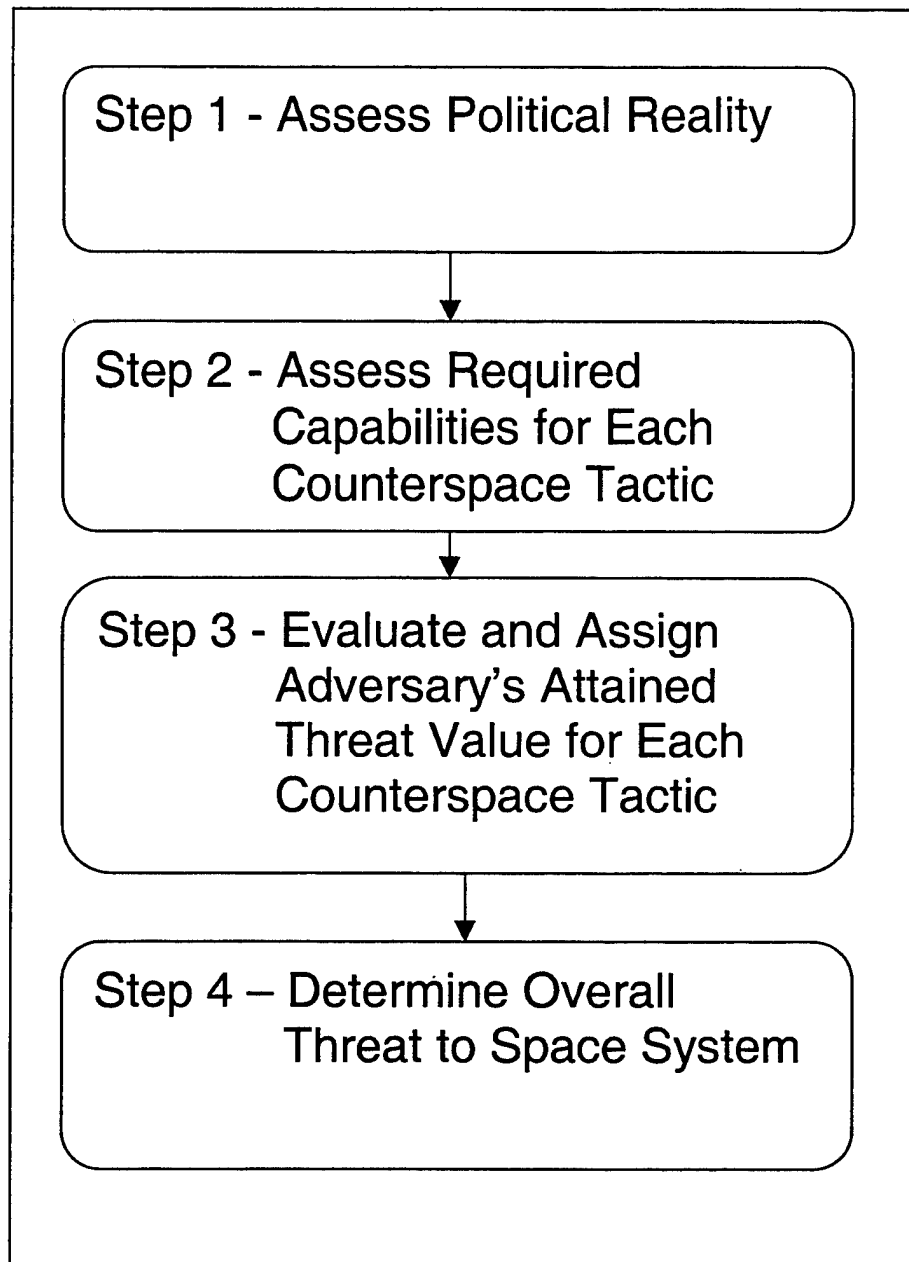 Step 1 - Assess Political Reality
Step 2 - Assess Required
Capabilities for Each
Counterspace Tactic
Step 3 - Evaluate and Assign
Adversary's Attained
Threat Value for Each
Counterspace Tactic
Step 4 – Determine Overall
Threat to Space System